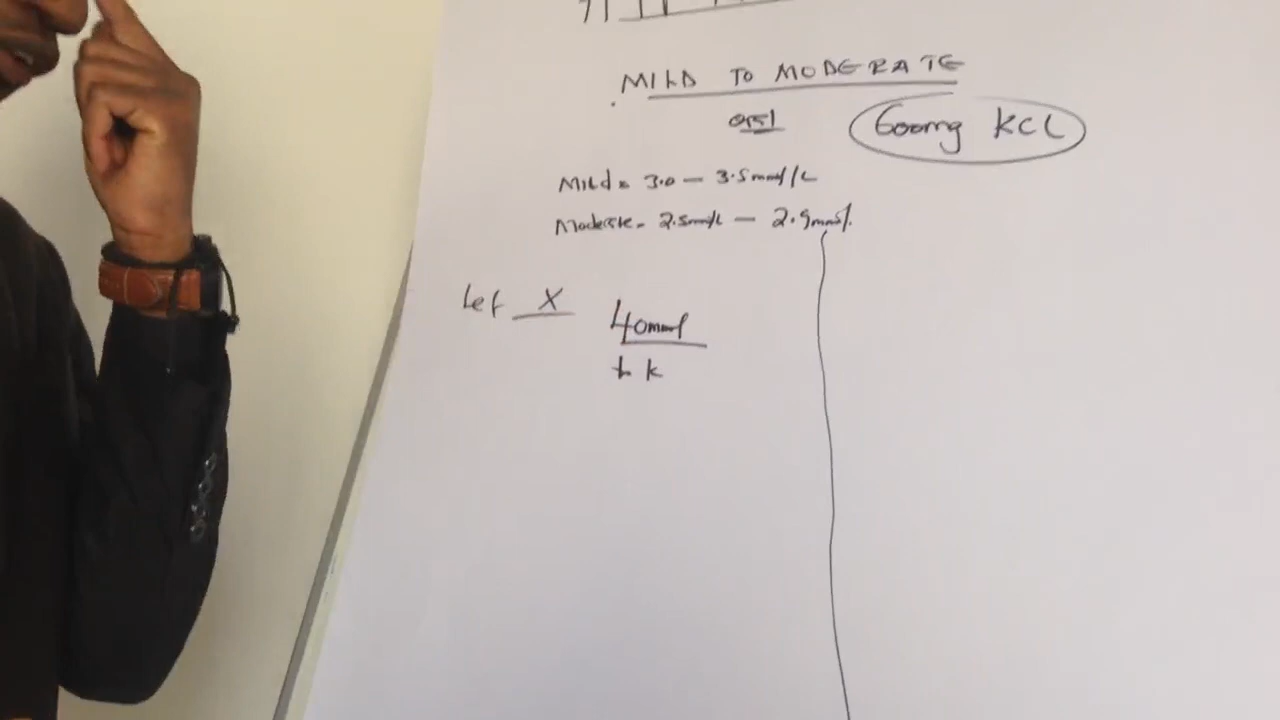 MILD TO MODERATE
oral
600mg KCL
Mild = 3.0 — 3.5mmol/L
Moderate = 2.5mmol/L — 2.9mmol/L
Let X
40mmol
+ K